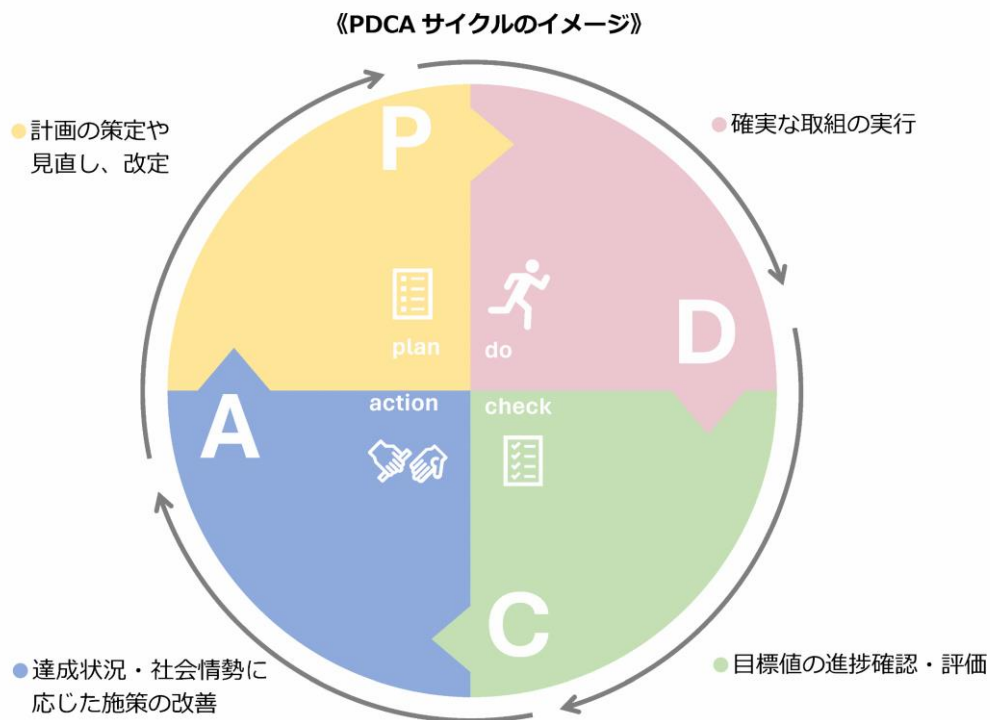 《PDCA サイクルのイメージ》
●計画の策定や
見直し、改定
P
plan
●確実な取組の実行
D
do
A
action
●達成状況・社会情勢に
応じた施策の改善
check
C
●目標値の進捗確認・評価